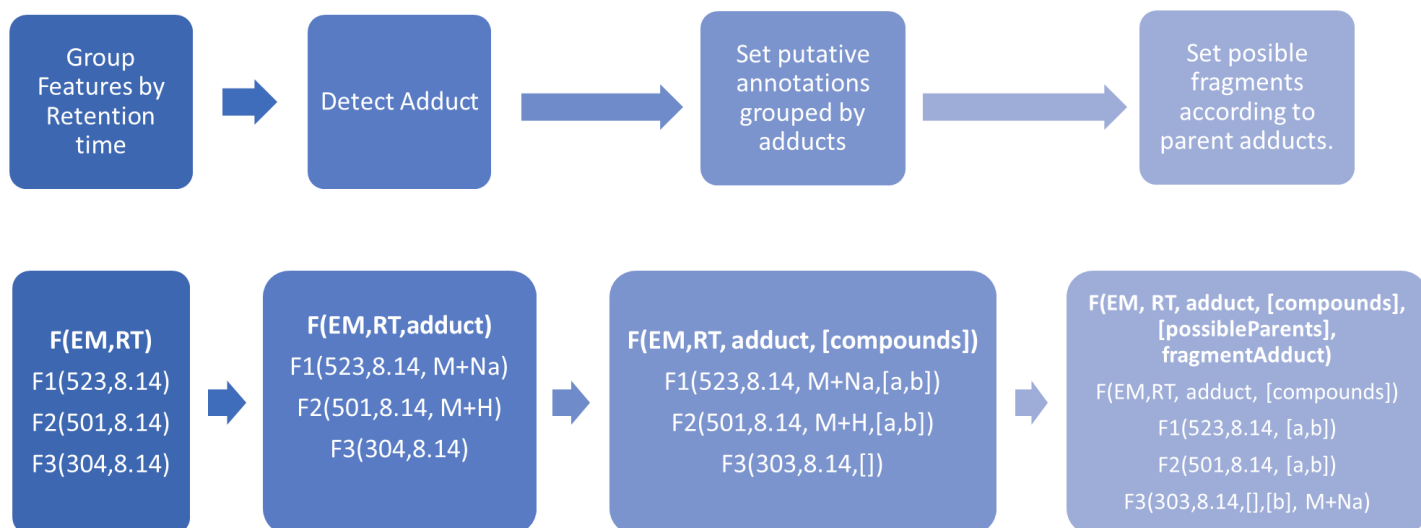 Group
Features by
Retention
time
Detect Adduct
Set putative
annotations
grouped by
adducts
Set posible
fragments
according to
parent adducts.
F(EM,RT)
F1(523,8.14)
F2(501,8.14)
F3(304,8.14)
F(EM,RT,adduct)
F1(523,8.14, M+Na)
F2(501,8.14, M+H)
F3(304,8.14)
F(EM,RT, adduct, [compounds])
F1(523,8.14, M+Na,[a,b])
F2(501,8.14, M+H,[a,b])
F3(303,8.14,[])
F(EM, RT, adduct, [compounds],
[possibleParents],
fragmentAdduct)
F(EM,RT, adduct, [compounds])
F1(523,8.14, [a,b])
F2(501,8.14, [a,b])
F3(303,8.14,[],[b], M+Na)